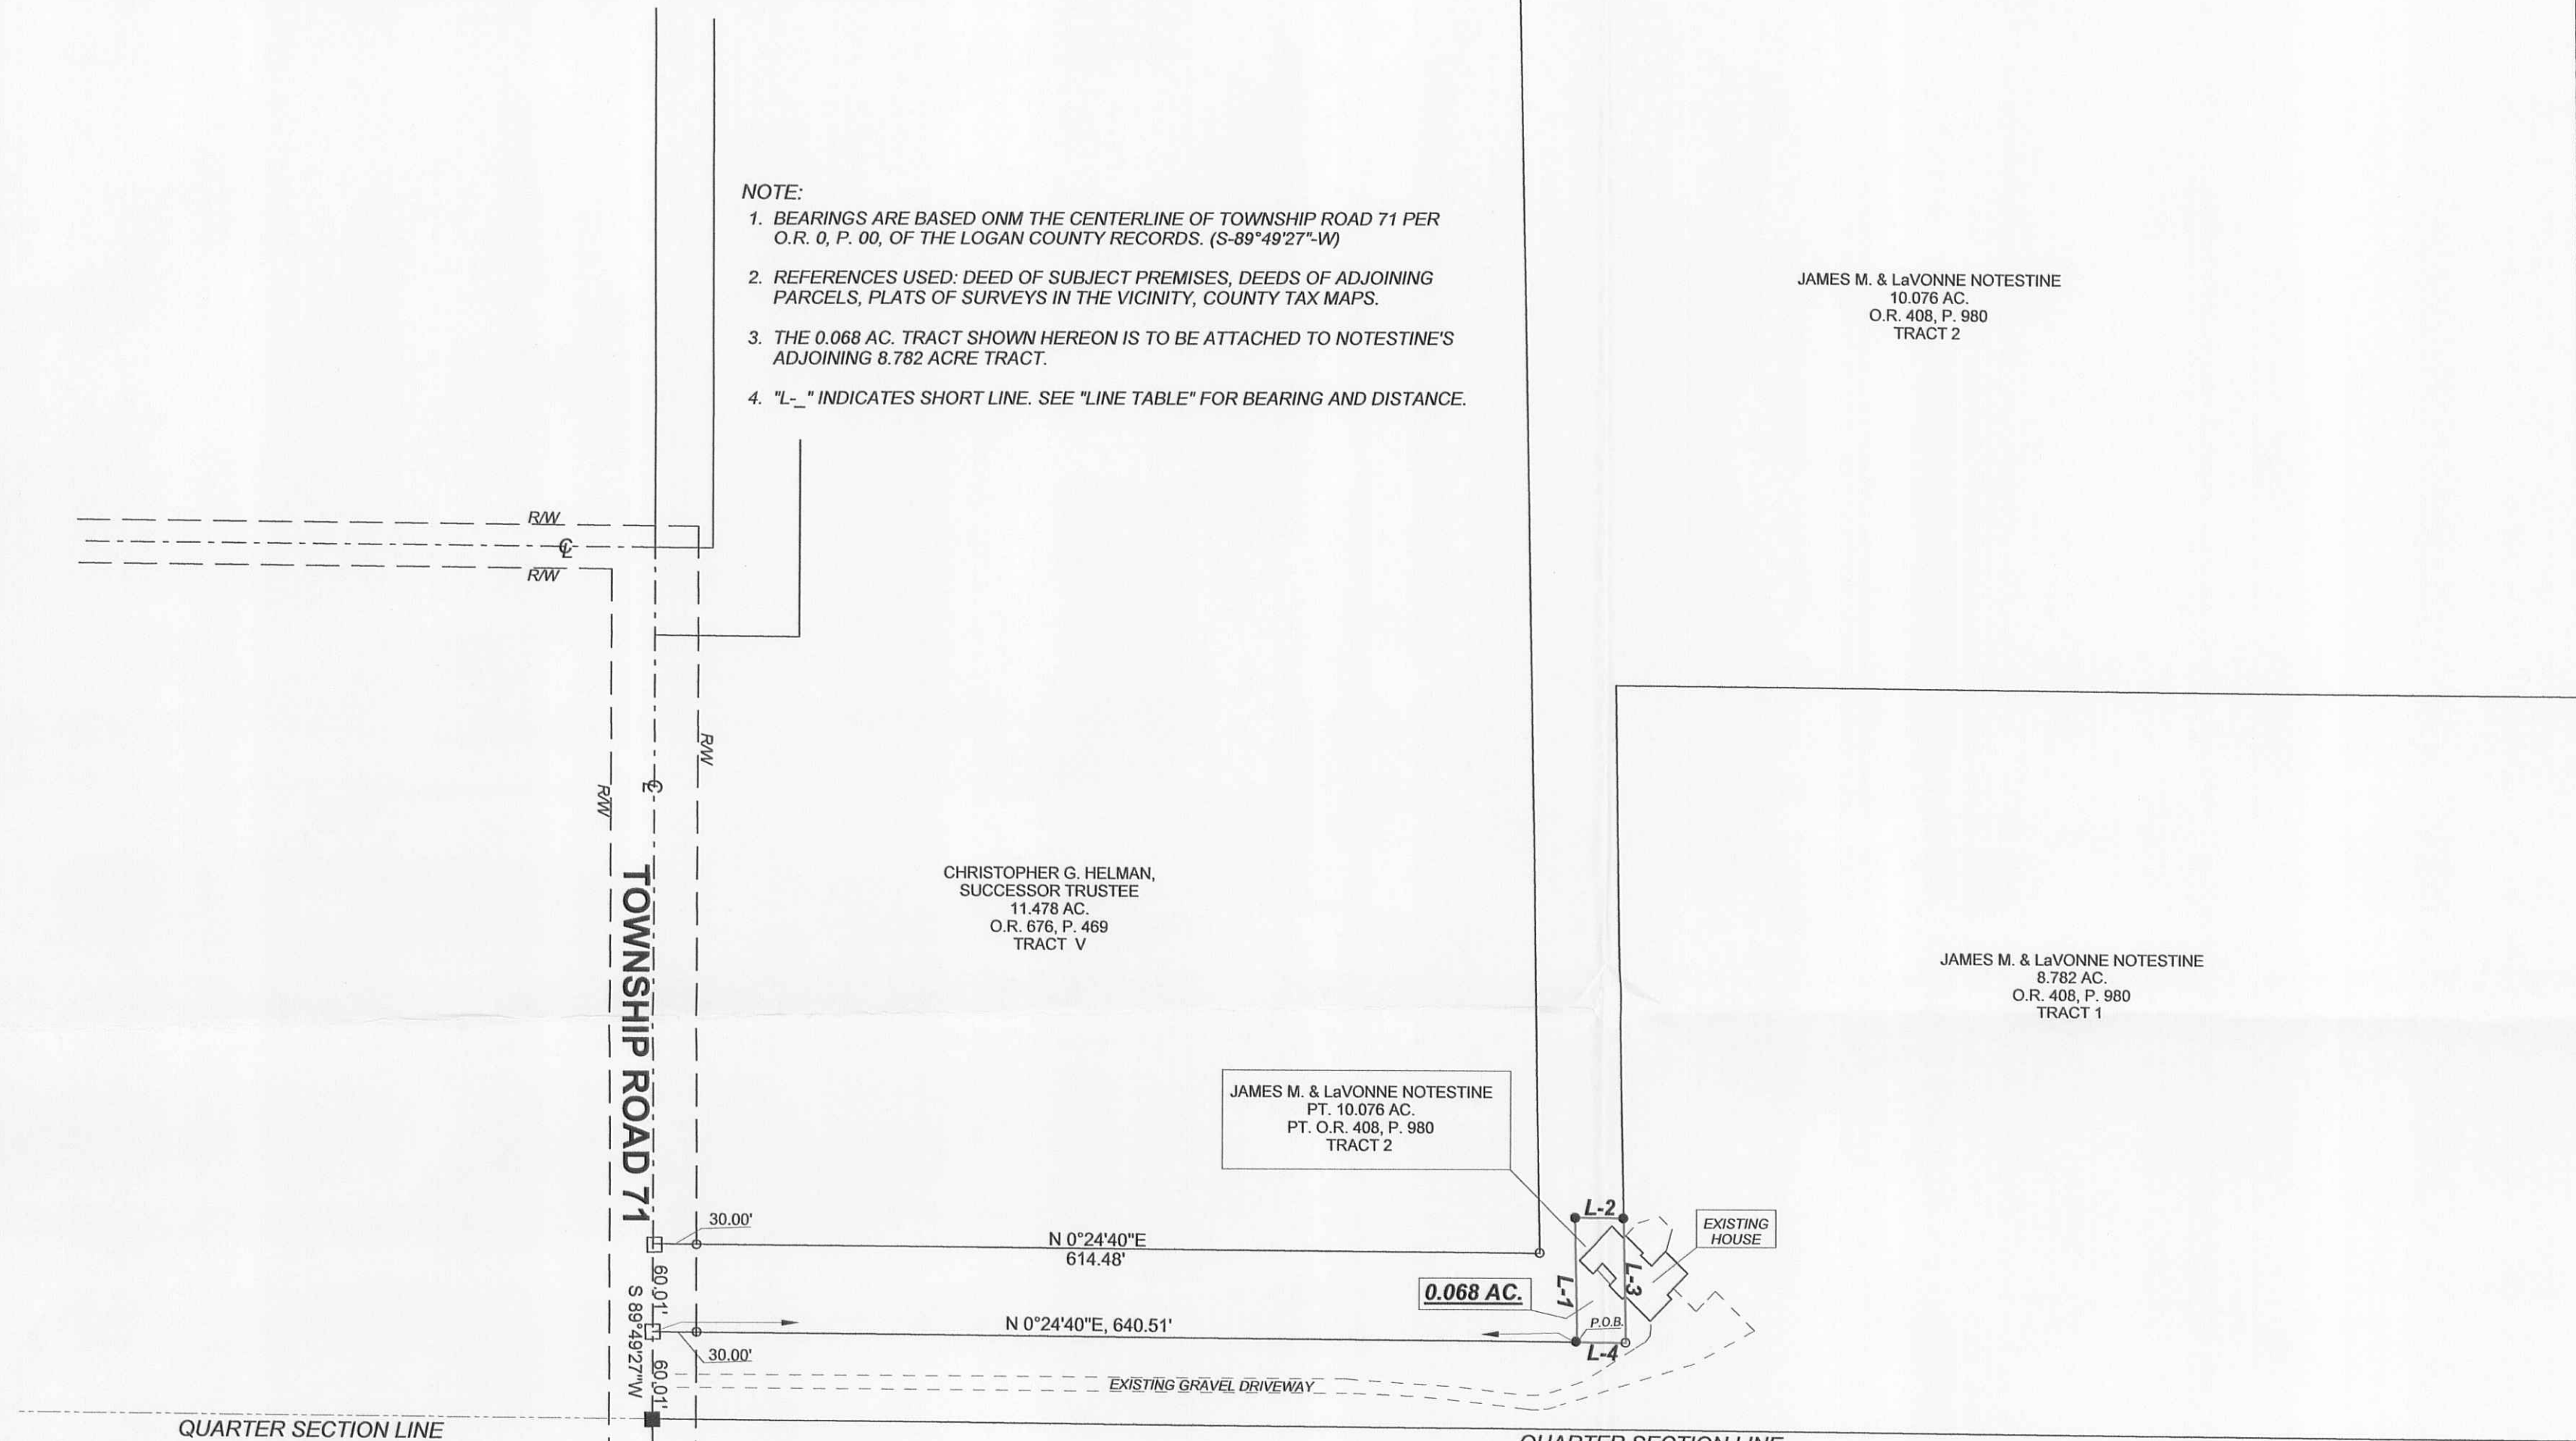 NOTE:
1. BEARINGS ARE BASED ONM THE CENTERLINE OF TOWNSHIP ROAD 71 PER
O.R. 0, P. 00, OF THE LOGAN COUNTY RECORDS. (S-89°49'27"-W)
2. REFERENCES USED: DEED OF SUBJECT PREMISES, DEEDS OF ADJOINING
PARCELS, PLATS OF SURVEYS IN THE VICINITY, COUNTY TAX MAPS.
3. THE 0.068 AC. TRACT SHOWN HEREON IS TO BE ATTACHED TO NOTESTINE'S
ADJOINING 8.782 ACRE TRACT.
4. "L-_" INDICATES SHORT LINE. SEE "LINE TABLE" FOR BEARING AND DISTANCE.
JAMES M. & LaVONNE NOTESTINE
10.076 AC.
O.R. 408, P. 980
TRACT 2
R/W
℄
R/W
R/W
℄
R/W
TOWNSHIP ROAD 71
CHRISTOPHER G. HELMAN,
SUCCESSOR TRUSTEE
11.478 AC.
O.R. 676, P. 469
TRACT V
JAMES M. & LaVONNE NOTESTINE
8.782 AC.
O.R. 408, P. 980
TRACT 1
JAMES M. & LaVONNE NOTESTINE
PT. 10.076 AC.
PT. O.R. 408, P. 980
TRACT 2
L-2
EXISTING
HOUSE
30.00'
N 0°24'40"E
614.48'
60.01'
S 89°49'27"W
L-1
L-3
0.068 AC.
N 0°24'40"E, 640.51'
P.O.B.
L-4
30.00'
60.01'
EXISTING GRAVEL DRIVEWAY
QUARTER SECTION LINE
QUARTER SECTION LINE